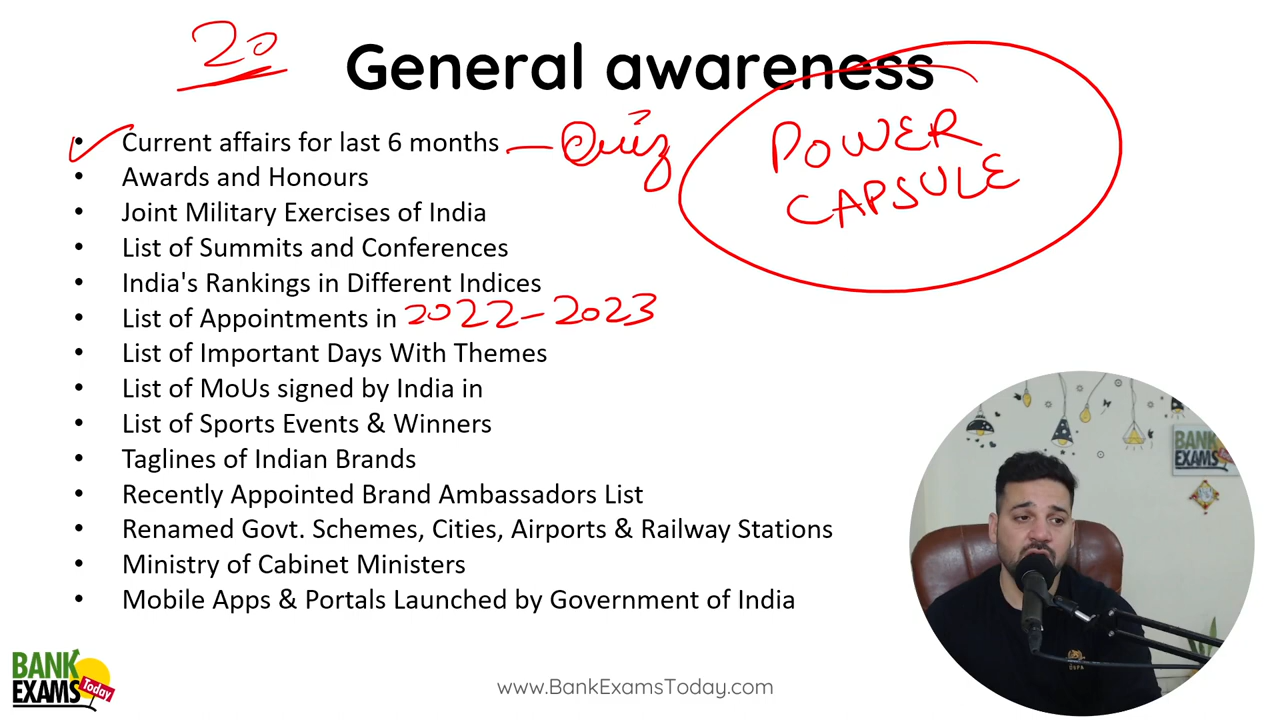 20
General awareness
• Current affairs for last 6 months — Quiz
POWER
CAPSULE
• Awards and Honours
• Joint Military Exercises of India
• List of Summits and Conferences
• India's Rankings in Different Indices
• List of Appointments in 2022-2023
• List of Important Days With Themes
• List of MoUs signed by India in
• List of Sports Events & Winners
• Taglines of Indian Brands
• Recently Appointed Brand Ambassadors List
• Renamed Govt. Schemes, Cities, Airports & Railway Stations
• Ministry of Cabinet Ministers
• Mobile Apps & Portals Launched by Government of India
BANK
EXAMS
BANK
EXAMS Today
www.BankExamsToday.com